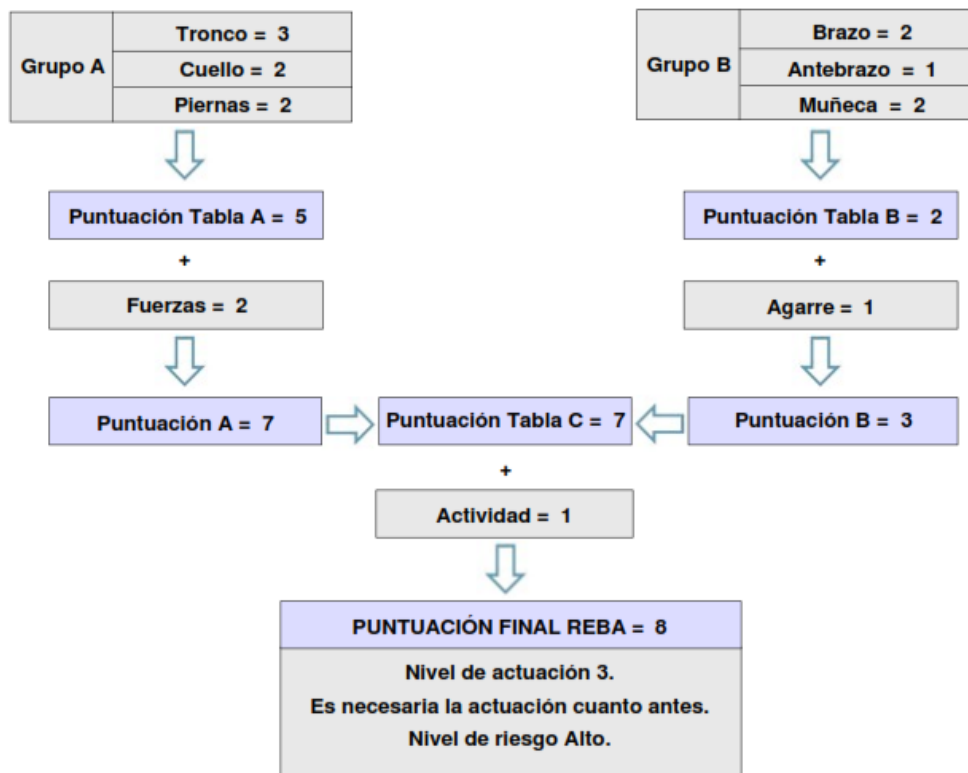 Grupo A
Tronco = 3
Cuello = 2
Piernas = 2
Grupo B
Brazo = 2
Antebrazo = 1
Muñeca = 2
Puntuación Tabla A = 5
Puntuación Tabla B = 2
+
+
Fuerzas = 2
Agarre = 1
Puntuación A = 7
Puntuación Tabla C = 7
Puntuación B = 3
+
Actividad = 1
PUNTUACIÓN FINAL REBA = 8
Nivel de actuación 3.
Es necesaria la actuación cuanto antes.
Nivel de riesgo Alto.